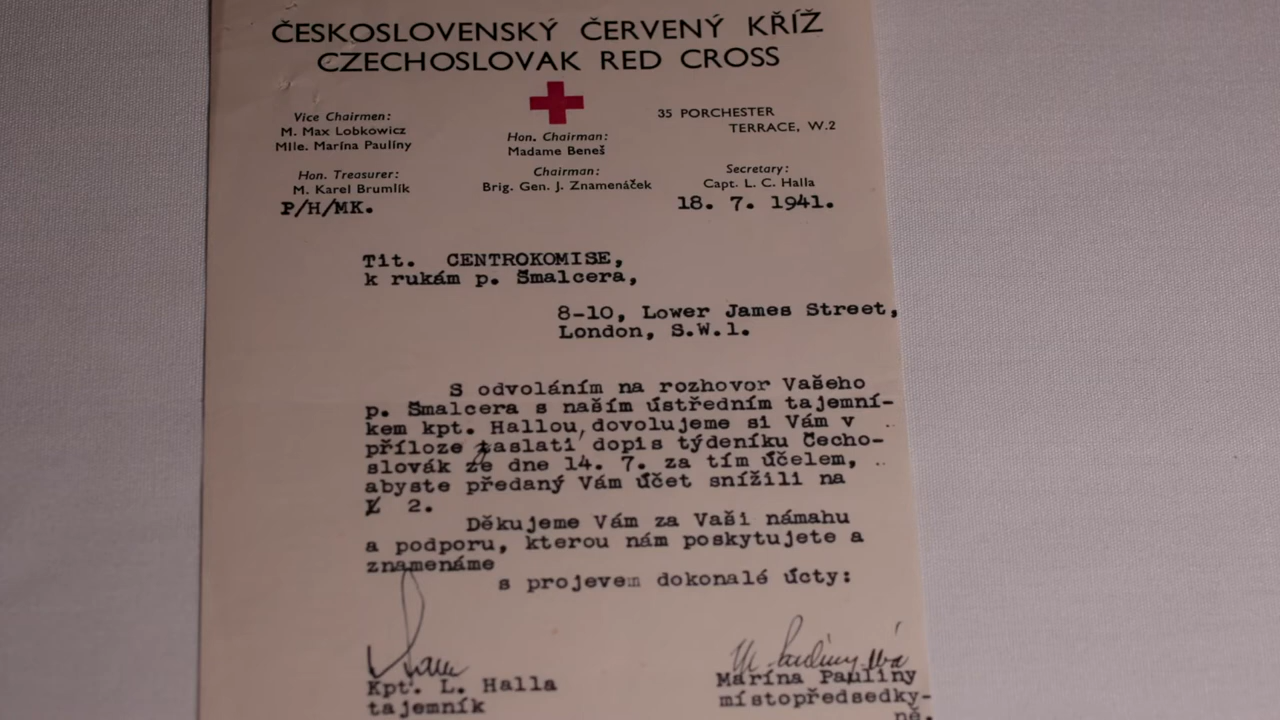 ČESKOSLOVENSKÝ ČERVENÝ KŘÍŽ
CZECHOSLOVAK RED CROSS
Vice Chairmen:
M. Max Lobkowicz
Mlle. Marína Paulíny
Hon. Treasurer:
M. Karel Brumlík
P/H/MK.
Hon. Chairman:
Madame Beneš
Chairman:
Brig. Gen. J. Znamenáček
35 PORCHESTER
TERRACE, W.2
Secretary:
Capt. L. C. Halla
18. 7. 1941.
Tit. CENTROKOMISE,
k rukám p. Šmalcera,
8-10, Lower James Street,
London, S.W.1.
S odvoláním na rozhovor Vašeho
p. Šmalcera s naším ústředním tajemní-
kem kpt. Hallou, dovolujeme si Vám v
příloze zaslati dopis týdeníku Čecho-
slovák ze dne 14. 7. za tím účelem,
abyste předaný Vám účet snížili na
£ 2.
Děkujeme Vám za Vaši námahu
a podporu, kterou nám poskytujete a
znamenáme
s projevem dokonalé úcty:
Kpt. L. Halla
tajemník
Marína Paulíny
místopředsedky-
ně.